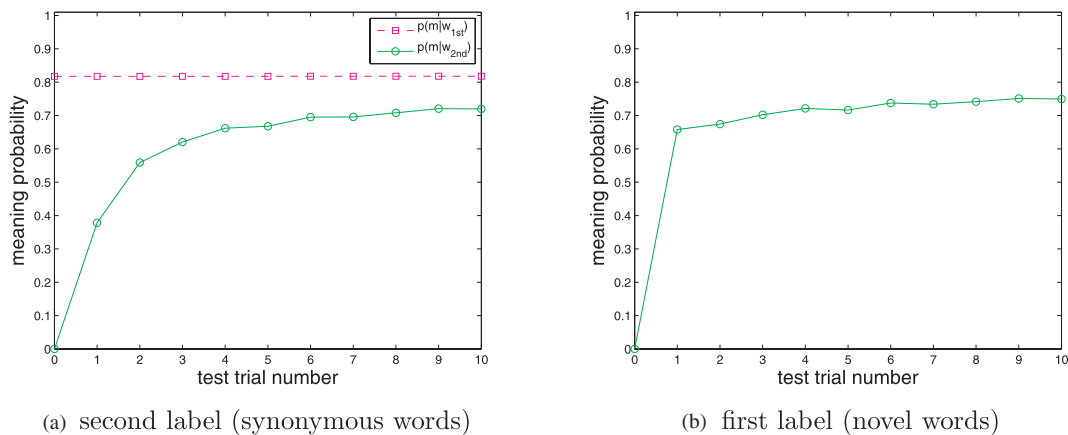 1
0.9
0.8
0.7
0.6
0.5
0.4
0.3
0.2
0.1
0
meaning probability
p(m|w1st)
p(m|w2nd)
0 1 2 3 4 5 6 7 8 9 10
test trial number
(a) second label (synonymous words)
1
0.9
0.8
0.7
0.6
0.5
0.4
0.3
0.2
0.1
0
meaning probability
0 1 2 3 4 5 6 7 8 9 10
test trial number
(b) first label (novel words)